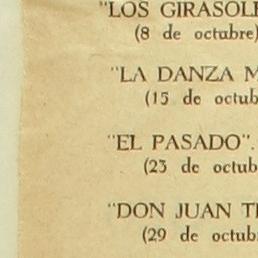 "LOS GIRASOL
(8 de octubre)
"LA DANZA M
(15 de octub
"EL PASADO".
(23 de octub
"DON JUAN T
(29 de octub